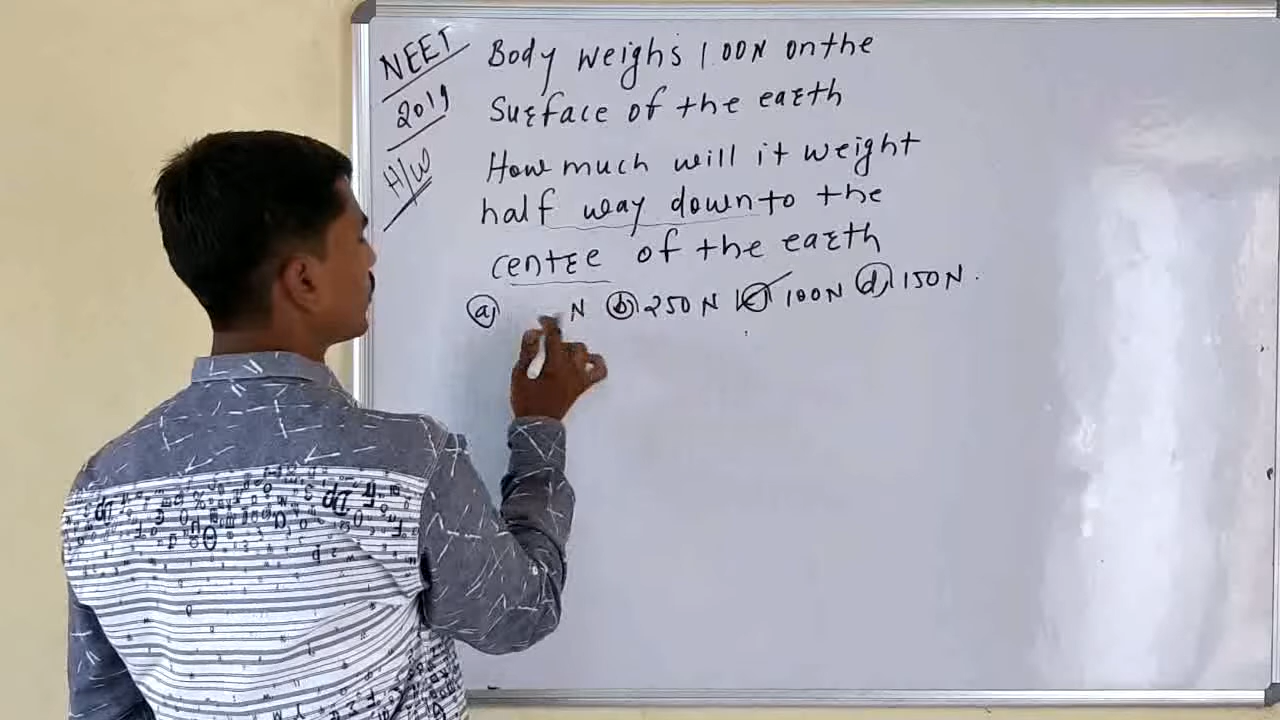 NEET
2019
H/W
Body weighs 100N on the
Surface of the earth
How much will it weight
half way down to the
centre of the earth
(a) N (b) 250 N (c) 100N (d) 150N.